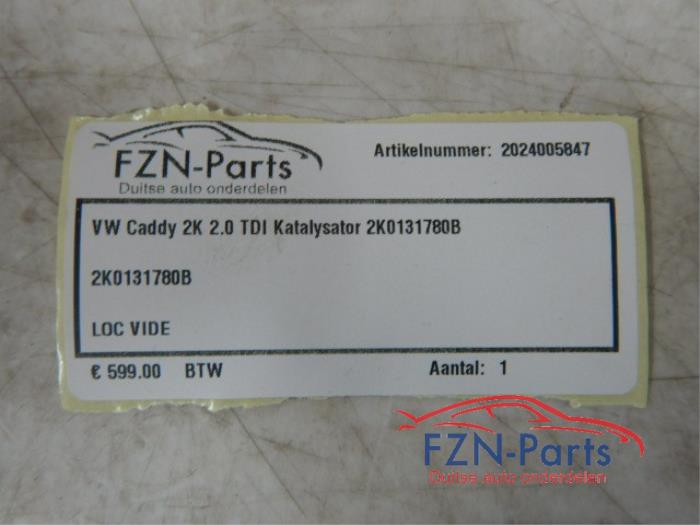 FZN-Parts
Duitse auto onderdelen
Artikelnummer: 2024005847
VW Caddy 2K 2.0 TDI Katalysator 2K0131780B
2K0131780B
LOC VIDE
€ 599.00 BTW
Aantal: 1
FZN-Parts
Duitse auto onderdelen